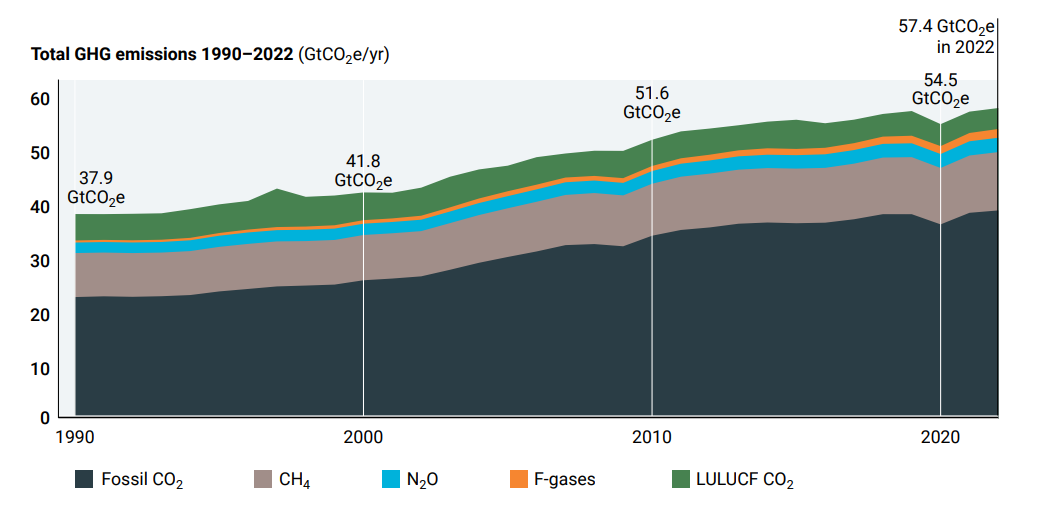 57.4 GtCO₂e
in 2022
Total GHG emissions 1990–2022 (GtCO₂e/yr)
60
50
40
30
20
10
0
37.9
GtCO₂e
41.8
GtCO₂e
51.6
GtCO₂e
54.5
GtCO₂e
1990
2000
2010
2020
Fossil CO₂
CH₄
N₂O
F-gases
LULUCF CO₂